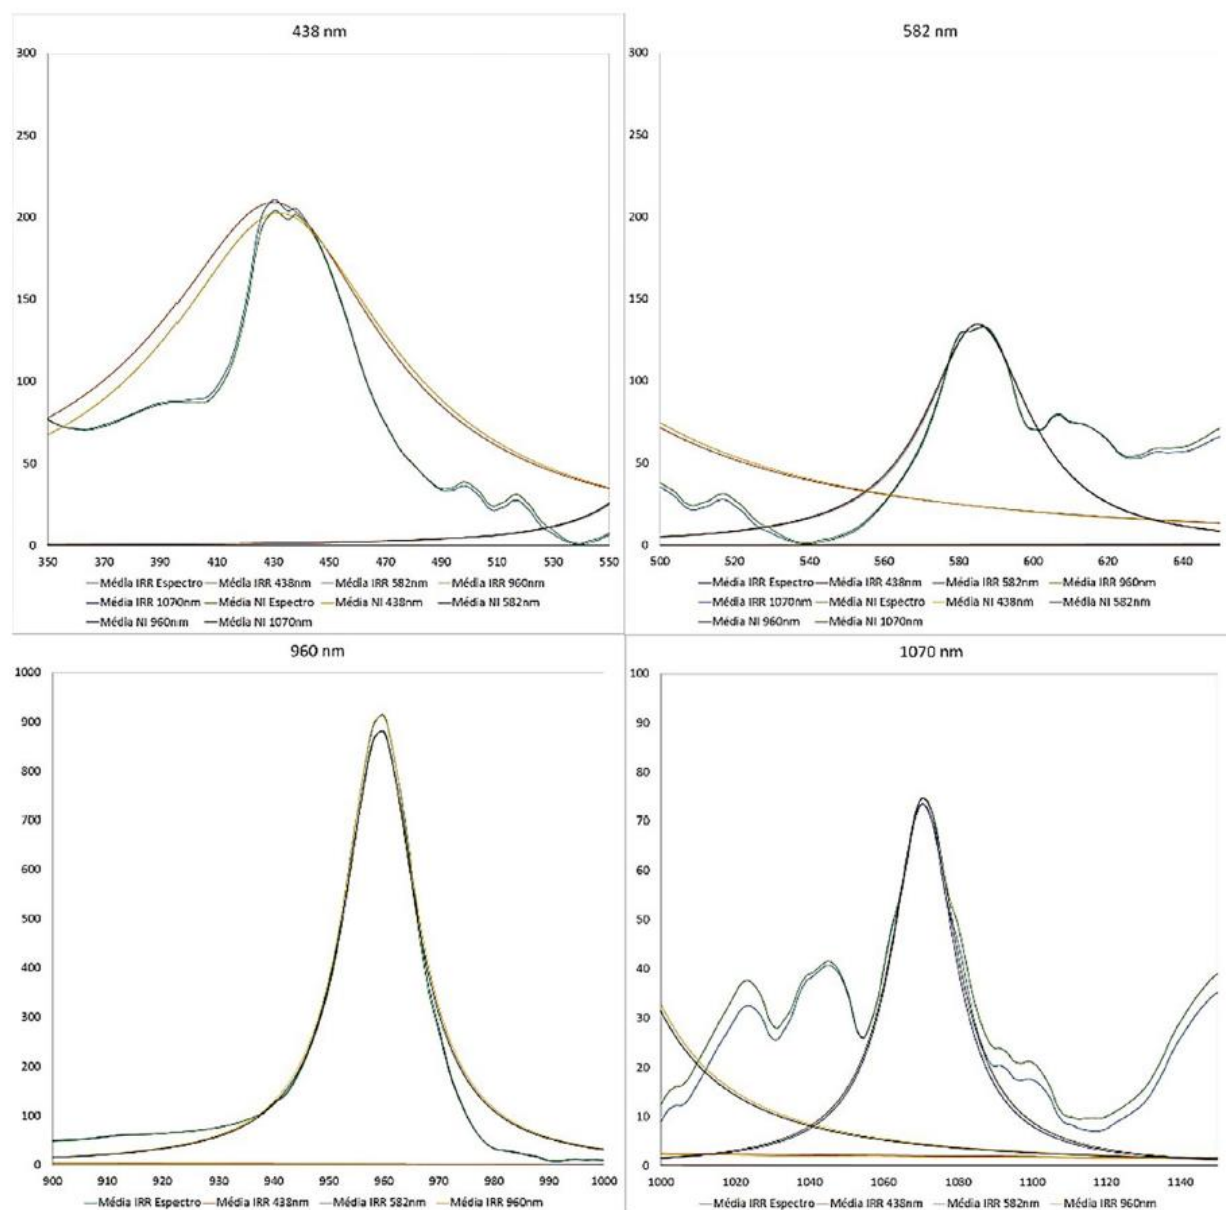 438 nm
300
250
200
150
100
50
0
350 370 390 410 430 450 470 490 510 530 550
Média IRR Espectro Média IRR 438nm Média IRR 582nm Média IRR 960nm
Média IRR 1070nm Média NI Espectro Média NI 438nm Média NI 582nm
Média NI 960nm Média NI 1070nm
582 nm
300
250
200
150
100
50
0
500 520 540 560 580 600 620 640
Média IRR Espectro Média IRR 438nm Média IRR 582nm Média IRR 960nm
Média IRR 1070nm Média NI Espectro Média NI 438nm Média NI 582nm
Média NI 960nm Média NI 1070nm
960 nm
1000
900
800
700
600
500
400
300
200
100
0
900 910 920 930 940 950 960 970 980 990 1000
Média IRR Espectro Média IRR 438nm Média IRR 582nm Média IRR 960nm
1070 nm
100
90
80
70
60
50
40
30
20
10
0
1000 1020 1040 1060 1080 1100 1120 1140
Média IRR Espectro Média IRR 438nm Média IRR 582nm Média IRR 960nm